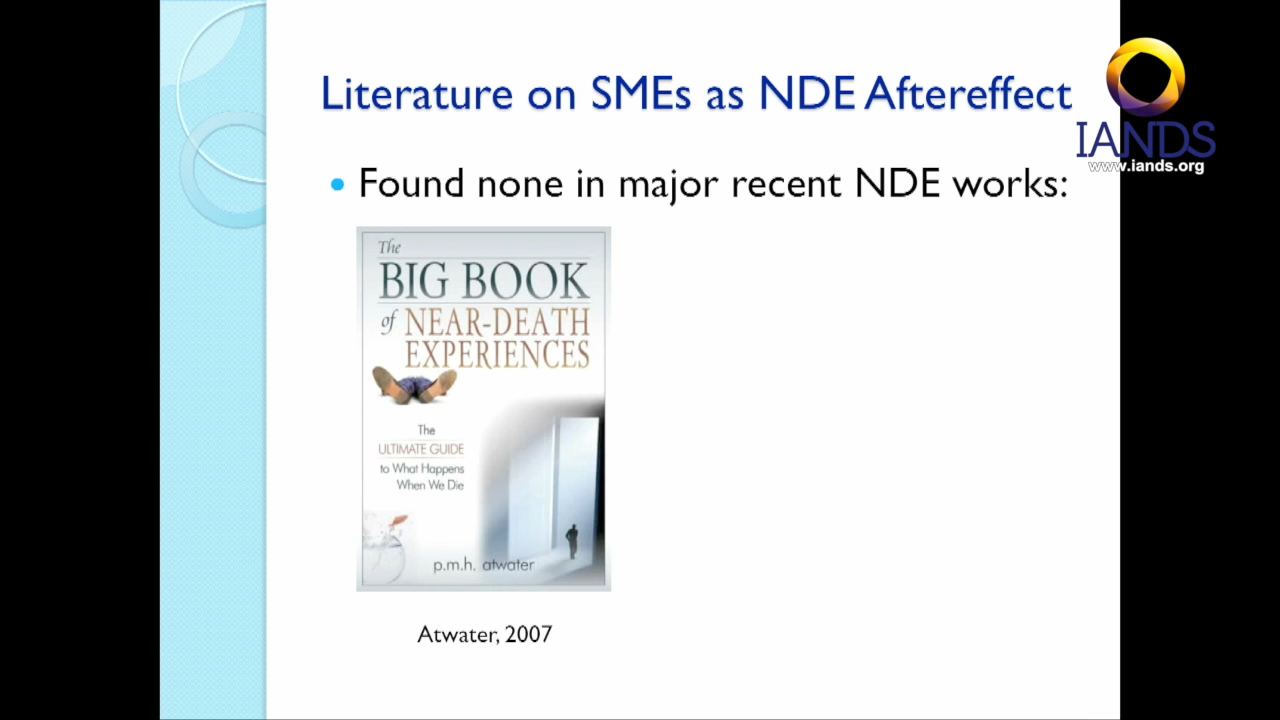 Literature on SMEs as NDE Aftereffect
IANDS
www.iands.org
• Found none in major recent NDE works:
The
BIG BOOK
of NEAR-DEATH
EXPERIENCES
The
ULTIMATE GUIDE
to What Happens
When We Die
p.m.h. atwater
Atwater, 2007